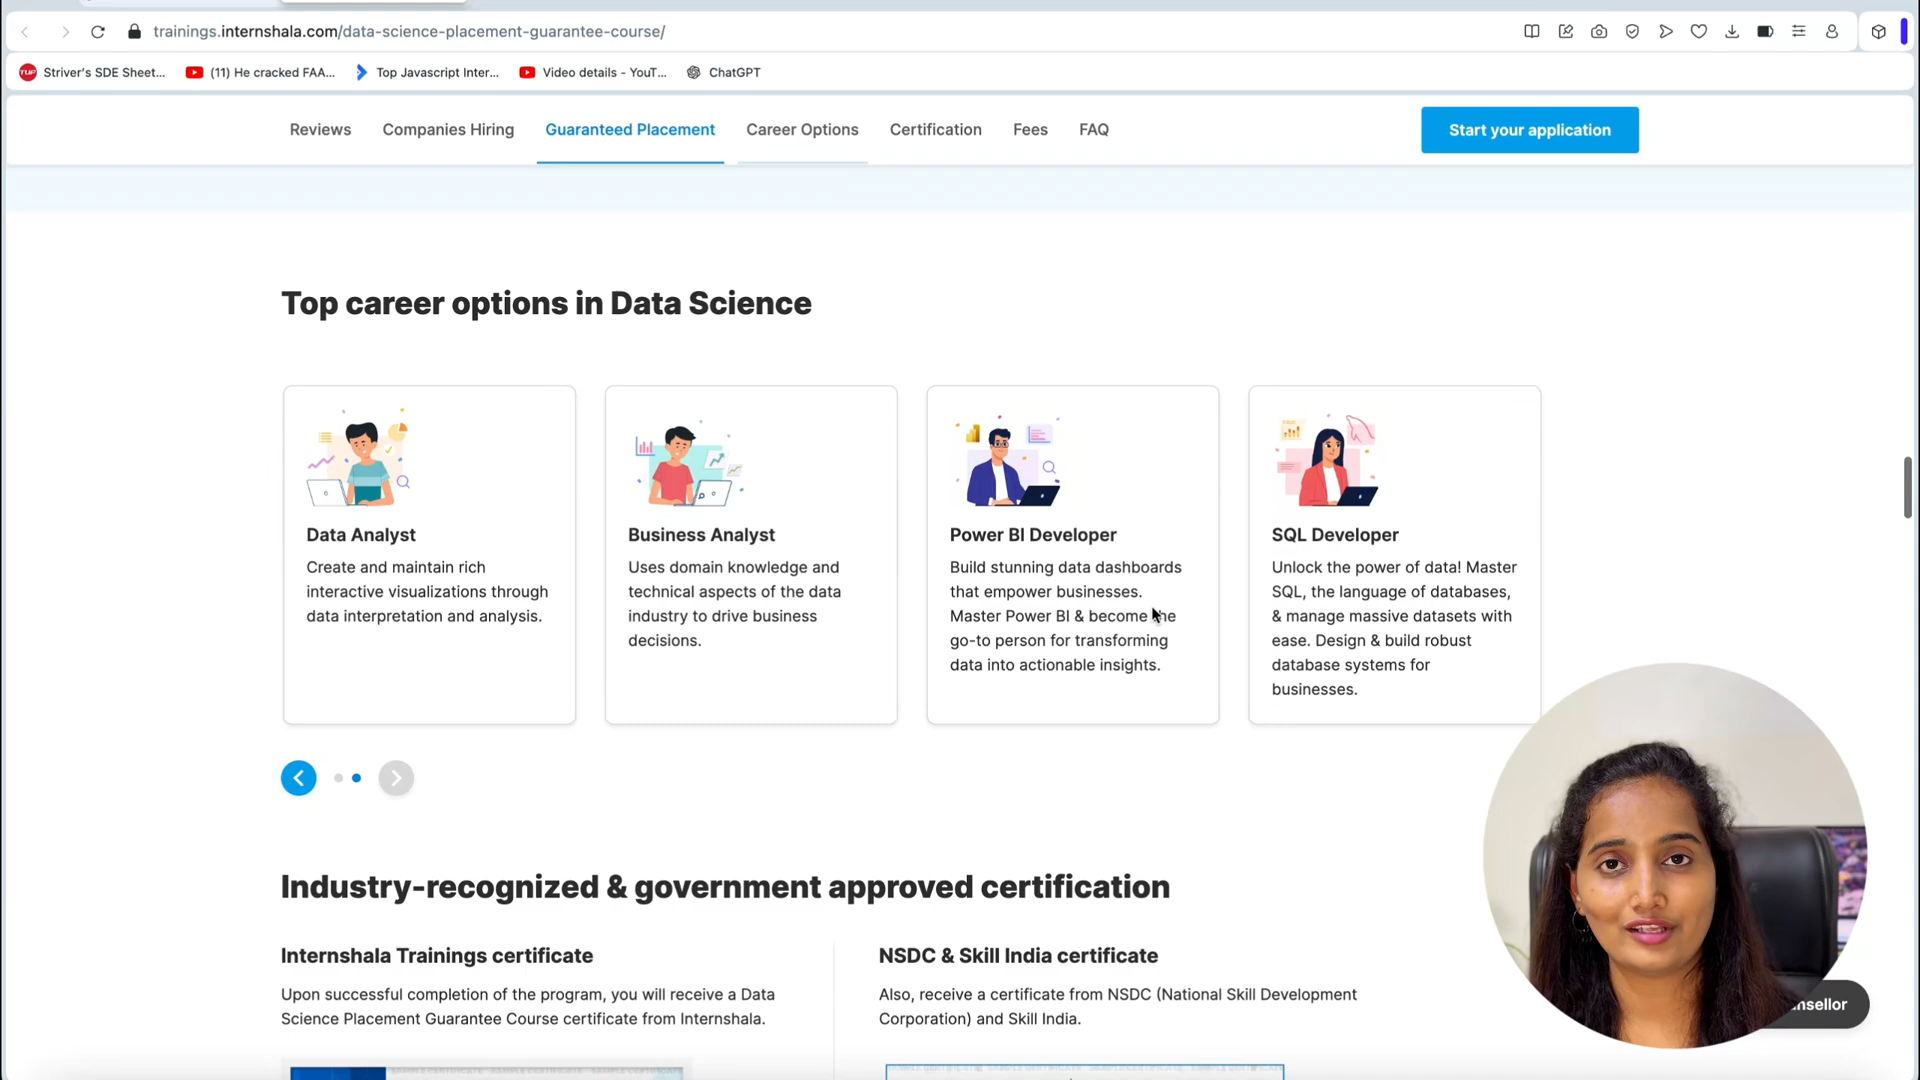 trainings.internshala.com/data-science-placement-guarantee-course/
TUF Striver's SDE Sheet... (11) He cracked FAA... Top Javascript Inter... Video details - YouT... ChatGPT
Reviews Companies Hiring Guaranteed Placement Career Options Certification Fees FAQ Start your application
Top career options in Data Science
Data Analyst
Create and maintain rich
interactive visualizations through
data interpretation and analysis.
Business Analyst
Uses domain knowledge and
technical aspects of the data
industry to drive business
decisions.
Power BI Developer
Build stunning data dashboards
that empower businesses.
Master Power BI & become the
go-to person for transforming
data into actionable insights.
SQL Developer
Unlock the power of data! Master
SQL, the language of databases,
& manage massive datasets with
ease. Design & build robust
database systems for
businesses.
Industry-recognized & government approved certification
Internshala Trainings certificate
Upon successful completion of the program, you will receive a Data
Science Placement Guarantee Course certificate from Internshala.
NSDC & Skill India certificate
Also, receive a certificate from NSDC (National Skill Development
Corporation) and Skill India.